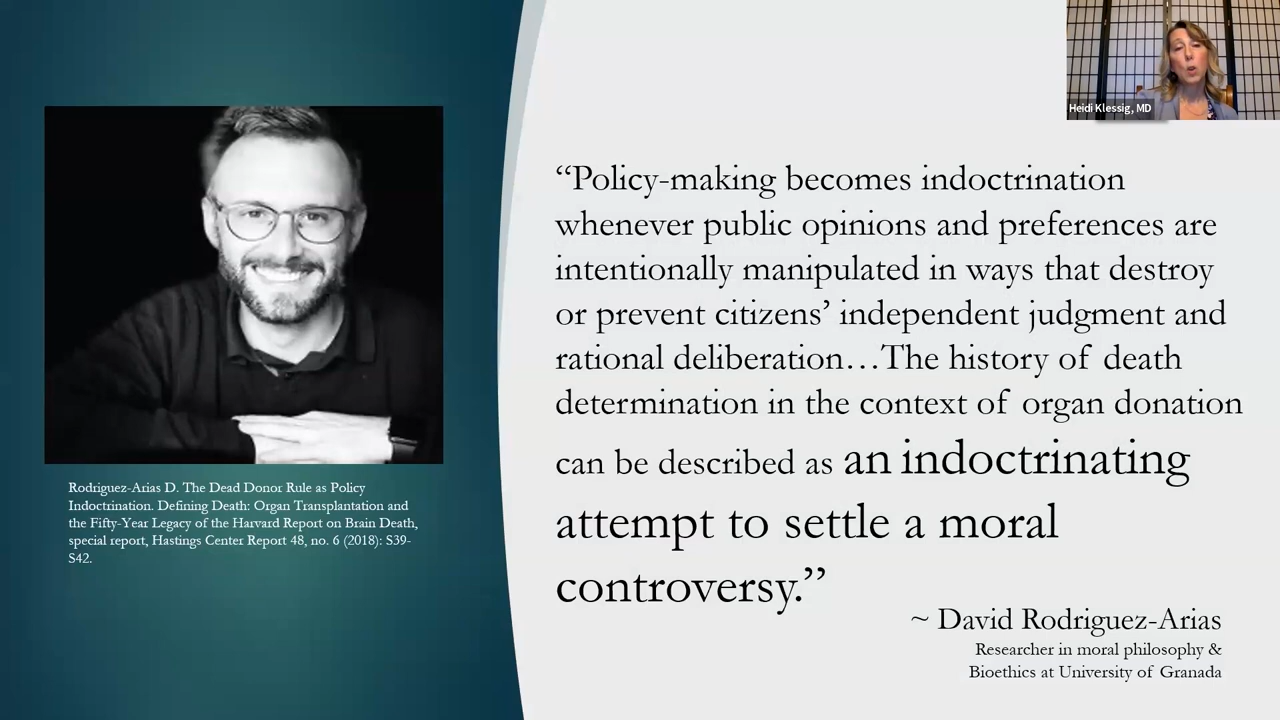 Heidi Klessig, MD
“Policy-making becomes indoctrination
whenever public opinions and preferences are
intentionally manipulated in ways that destroy
or prevent citizens’ independent judgment and
rational deliberation…The history of death
determination in the context of organ donation
can be described as an indoctrinating
attempt to settle a moral
controversy.”
~ David Rodriguez-Arias
Researcher in moral philosophy &
Bioethics at University of Granada
Rodriguez-Arias D. The Dead Donor Rule as Policy
Indoctrination. Defining Death: Organ Transplantation and
the Fifty-Year Legacy of the Harvard Report on Brain Death,
special report, Hastings Center Report 48, no. 6 (2018): S39-
S42.